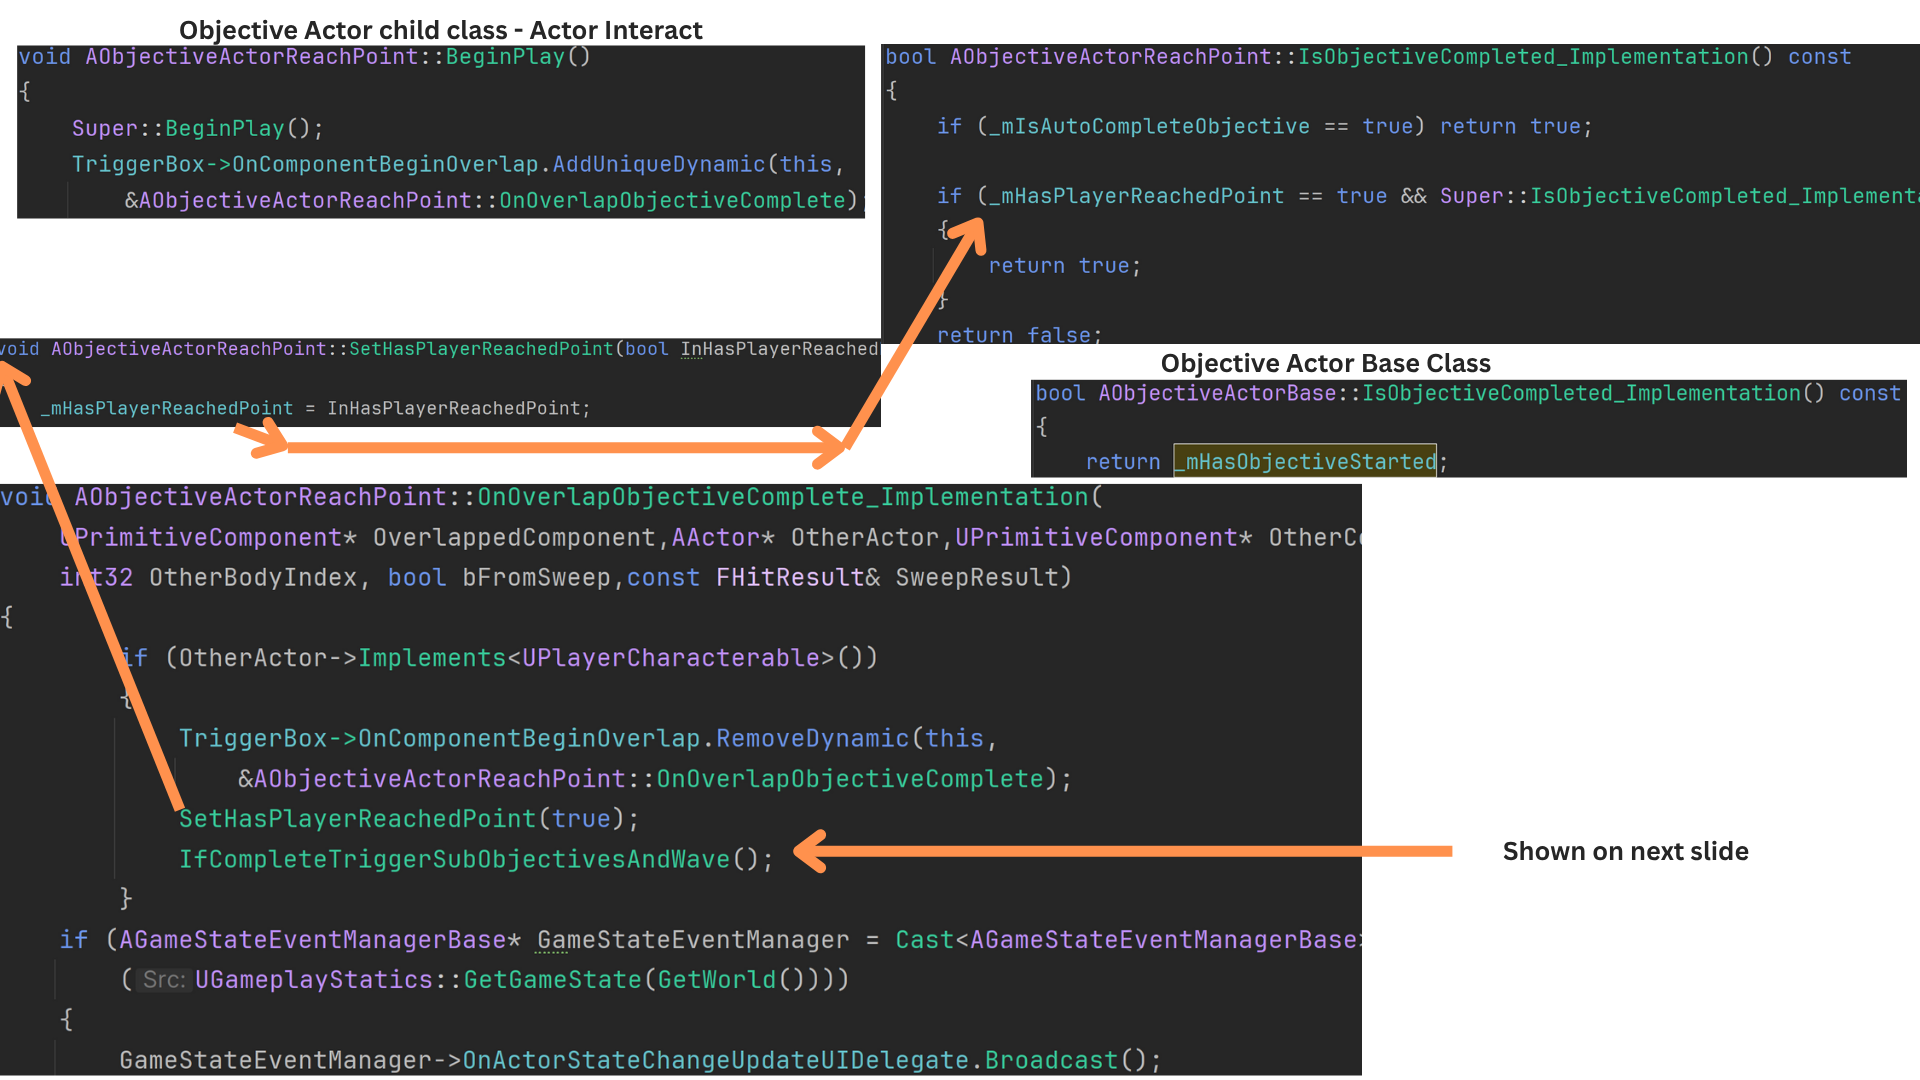 Objective Actor child class - Actor Interact
void AObjectiveActorReachPoint::BeginPlay()
{
Super::BeginPlay();
TriggerBox->OnComponentBeginOverlap.AddUniqueDynamic(this,
&AObjectiveActorReachPoint::OnOverlapObjectiveComplete);
bool AObjectiveActorReachPoint::IsObjectiveCompleted_Implementation() const
{
if (_mIsAutoCompleteObjective == true) return true;
if (_mHasPlayerReachedPoint == true && Super::IsObjectiveCompleted_Implementa
{
return true;
}
return false;
void AObjectiveActorReachPoint::SetHasPlayerReachedPoint(bool InHasPlayerReached
_mHasPlayerReachedPoint = InHasPlayerReachedPoint;
Objective Actor Base Class
bool AObjectiveActorBase::IsObjectiveCompleted_Implementation() const
{
return _mHasObjectiveStarted;
void AObjectiveActorReachPoint::OnOverlapObjectiveComplete_Implementation(
UPrimitiveComponent* OverlappedComponent,AActor* OtherActor,UPrimitiveComponent* OtherCo
int32 OtherBodyIndex, bool bFromSweep,const FHitResult& SweepResult)
{
if (OtherActor->Implements<UPlayerCharacterable>())
{
TriggerBox->OnComponentBeginOverlap.RemoveDynamic(this,
&AObjectiveActorReachPoint::OnOverlapObjectiveComplete);
SetHasPlayerReachedPoint(true);
IfCompleteTriggerSubObjectivesAndWave();
Shown on next slide
}
if (AGameStateEventManagerBase* GameStateEventManager = Cast<AGameStateEventManagerBase>
( Src: UGameplayStatics::GetGameState(GetWorld())))
{
GameStateEventManager->OnActorStateChangeUpdateUIDelegate.Broadcast();